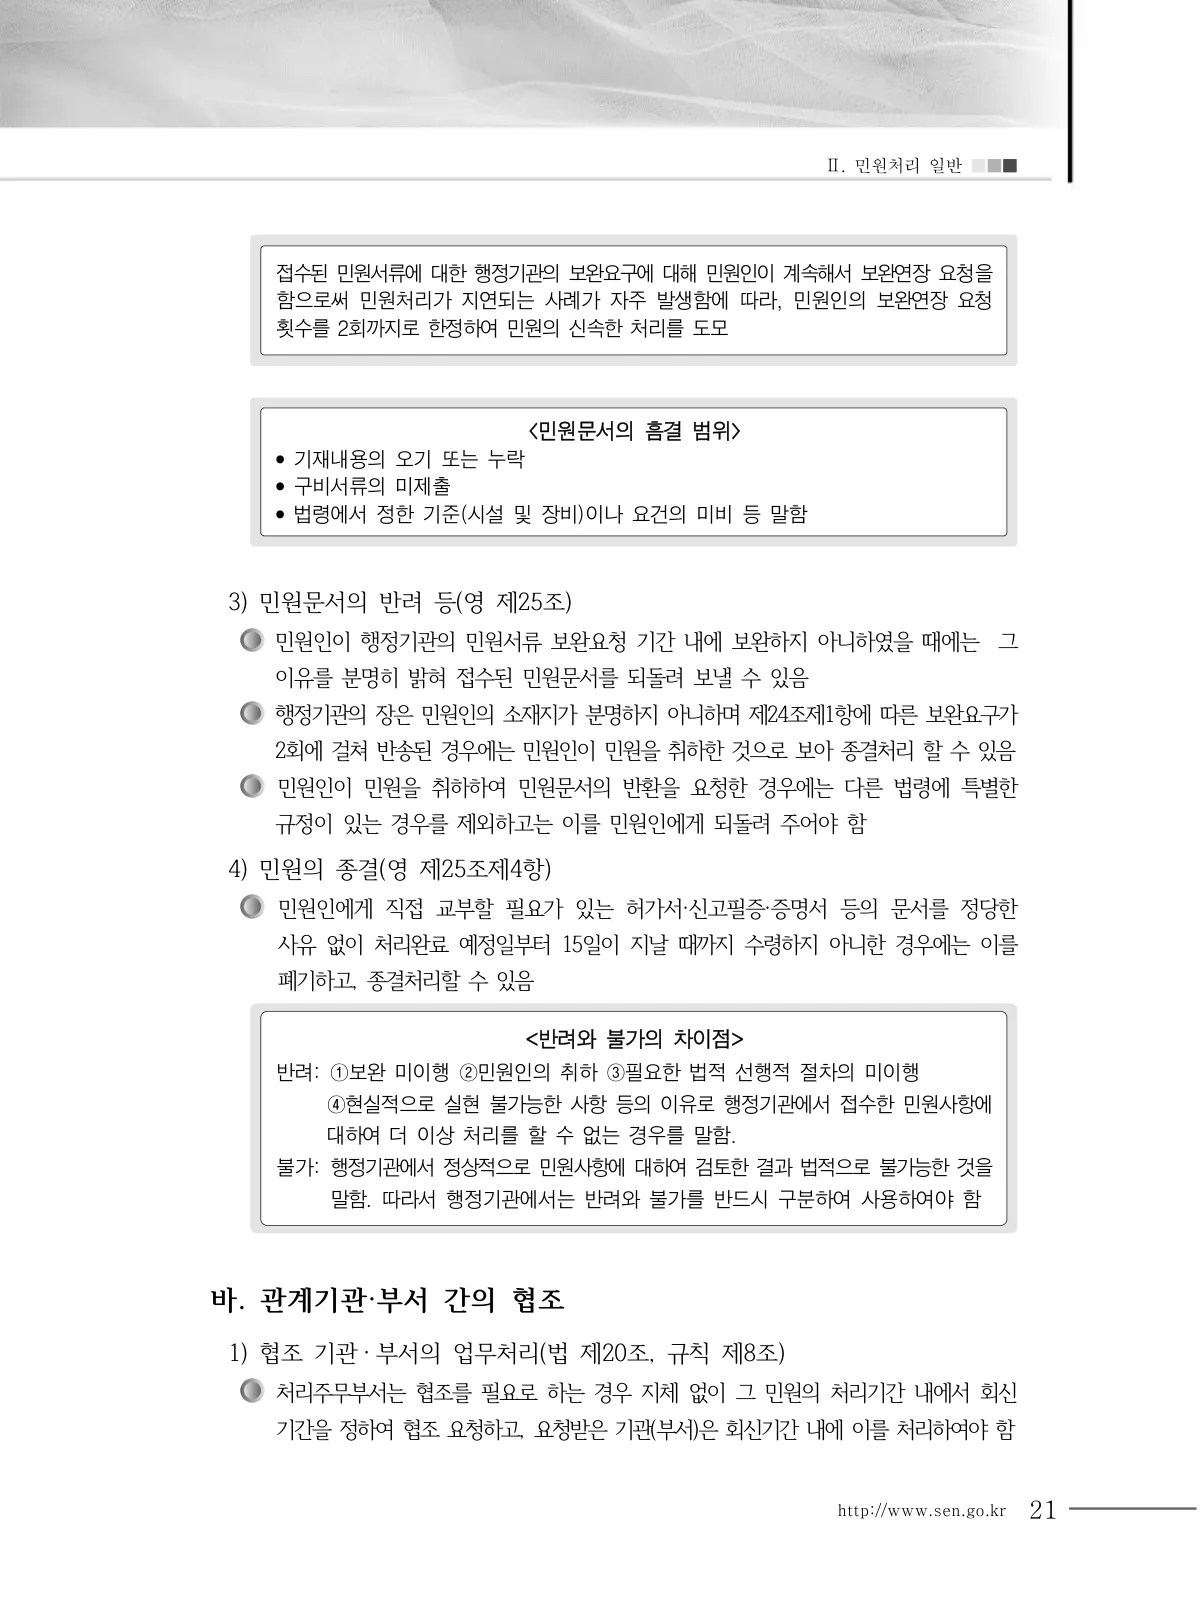 Ⅱ. 민원처리 일반
접수된 민원서류에 대한 행정기관의 보완요구에 대해 민원인이 계속해서 보완연장 요청을
함으로써 민원처리가 지연되는 사례가 자주 발생함에 따라, 민원인의 보완연장 요청
횟수를 2회까지로 한정하여 민원의 신속한 처리를 도모
<민원문서의 흠결 범위>
• 기재내용의 오기 또는 누락
• 구비서류의 미제출
• 법령에서 정한 기준(시설 및 장비)이나 요건의 미비 등 말함
3) 민원문서의 반려 등(영 제25조)
민원인이 행정기관의 민원서류 보완요청 기간 내에 보완하지 아니하였을 때에는 그
이유를 분명히 밝혀 접수된 민원문서를 되돌려 보낼 수 있음
행정기관의 장은 민원인의 소재지가 분명하지 아니하며 제24조제1항에 따른 보완요구가
2회에 걸쳐 반송된 경우에는 민원인이 민원을 취하한 것으로 보아 종결처리 할 수 있음
민원인이 민원을 취하하여 민원문서의 반환을 요청한 경우에는 다른 법령에 특별한
규정이 있는 경우를 제외하고는 이를 민원인에게 되돌려 주어야 함
4) 민원의 종결(영 제25조제4항)
민원인에게 직접 교부할 필요가 있는 허가서·신고필증·증명서 등의 문서를 정당한
사유 없이 처리완료 예정일부터 15일이 지날 때까지 수령하지 아니한 경우에는 이를
폐기하고, 종결처리할 수 있음
<반려와 불가의 차이점>
반려: ①보완 미이행 ②민원인의 취하 ③필요한 법적 선행적 절차의 미이행
④현실적으로 실현 불가능한 사항 등의 이유로 행정기관에서 접수한 민원사항에
대하여 더 이상 처리를 할 수 없는 경우를 말함.
불가: 행정기관에서 정상적으로 민원사항에 대하여 검토한 결과 법적으로 불가능한 것을
말함. 따라서 행정기관에서는 반려와 불가를 반드시 구분하여 사용하여야 함
바. 관계기관·부서 간의 협조
1) 협조 기관·부서의 업무처리(법 제20조, 규칙 제8조)
처리주무부서는 협조를 필요로 하는 경우 지체 없이 그 민원의 처리기간 내에서 회신
기간을 정하여 협조 요청하고, 요청받은 기관(부서)은 회신기간 내에 이를 처리하여야 함
http://www.sen.go.kr 21